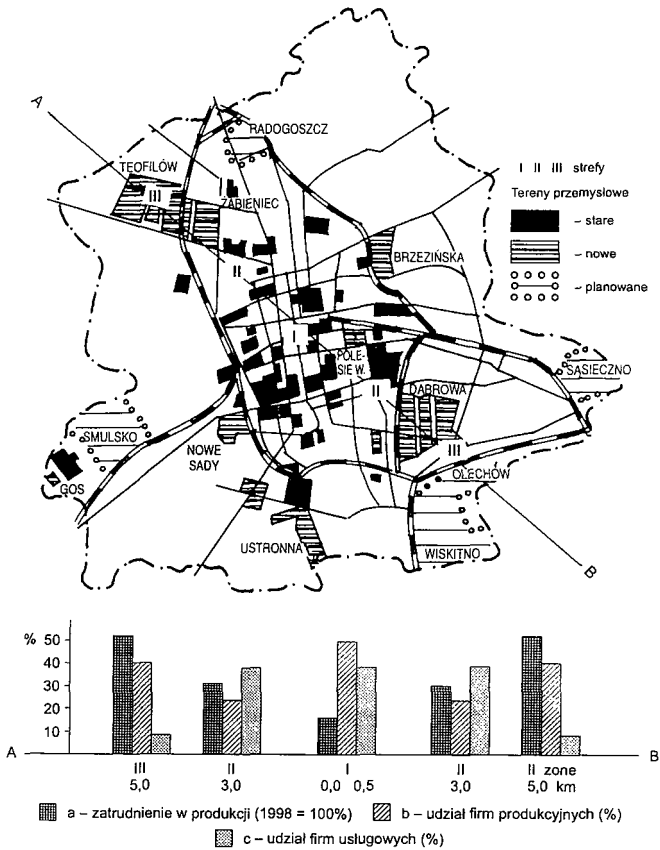 A
RADOGOSZCZ
TEOFILÓW
III
I
ŻABIENIEC
II
BRZEZIŃSKA
I II III strefy
Tereny przemysłowe
– stare
– nowe
– planowane
I
POLE-
SIE W.
II
DĄBROWA
SĄSIECZNO
SMULSKO
NOWE
SADY
III
GOS
OLECHÓW
USTRONNA
WISKITNO
B
%
50
40
30
20
10
A
B
III II I II II zone
5,0 3,0 0,0 0,5 3,0 5,0 km
a – zatrudnienie w produkcji (1998 = 100%)
b – udział firm produkcyjnych (%)
c – udział firm usługowych (%)